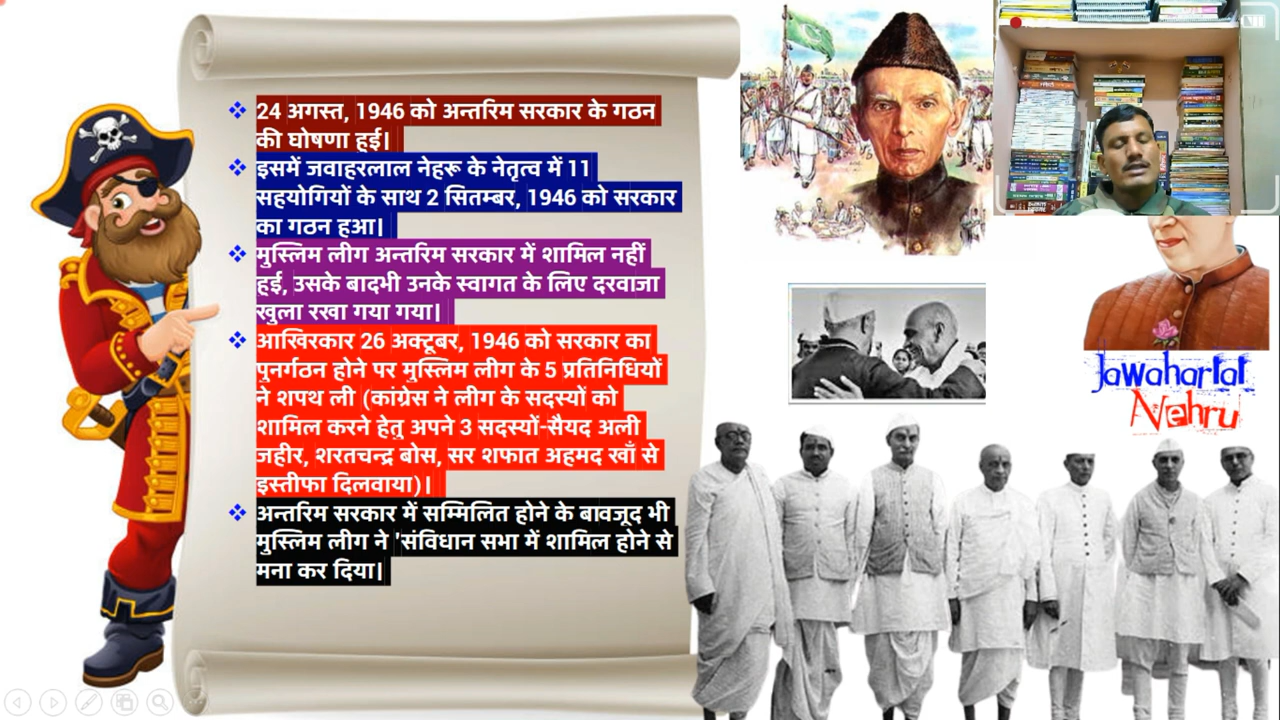 24 अगस्त, 1946 को अन्तरिम सरकार के गठन
की घोषणा हुई।
इसमें जवाहरलाल नेहरू के नेतृत्व में 11
सहयोगियों के साथ 2 सितम्बर, 1946 को सरकार
का गठन हुआ।
मुस्लिम लीग अन्तरिम सरकार में शामिल नहीं
हुई, उसके बादभी उनके स्वागत के लिए दरवाजा
खुला रखा गया गया।
आखिरकार 26 अक्टूबर, 1946 को सरकार का
पुनर्गठन होने पर मुस्लिम लीग के 5 प्रतिनिधियों
ने शपथ ली (कांग्रेस ने लीग के सदस्यों को
शामिल करने हेतु अपने 3 सदस्यों-सैयद अली
जहीर, शरतचन्द्र बोस, सर शफात अहमद खाँ से
इस्तीफा दिलवाया)।
अन्तरिम सरकार में सम्मिलित होने के बावजूद भी
मुस्लिम लीग ने 'संविधान सभा में शामिल होने से
मना कर दिया।
Jawaharlal
Nehru